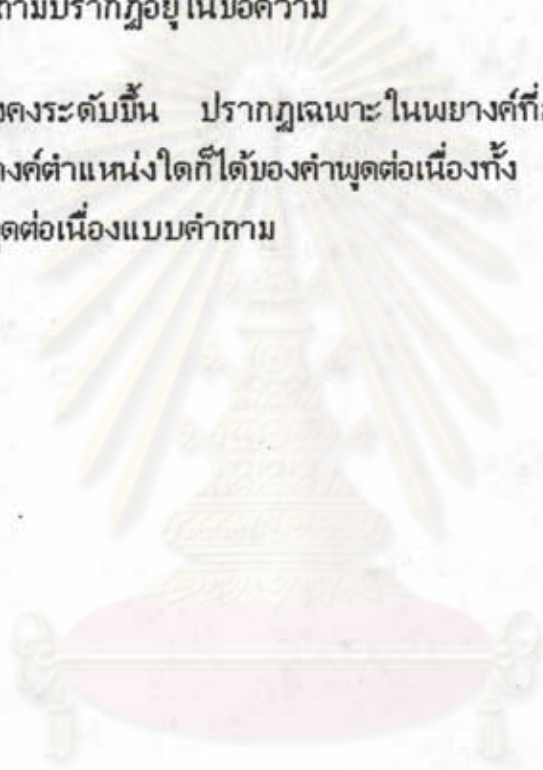 ถามปรากฏอยู่ในข้อความ
คงระดับขึ้น ปรากฏเฉพาะในพยางค์ที่
งค์ตำแหน่งใดก็ได้ของคำพูดต่อเนื่องทั้ง
ูดต่อเนื่องแบบคำถาม